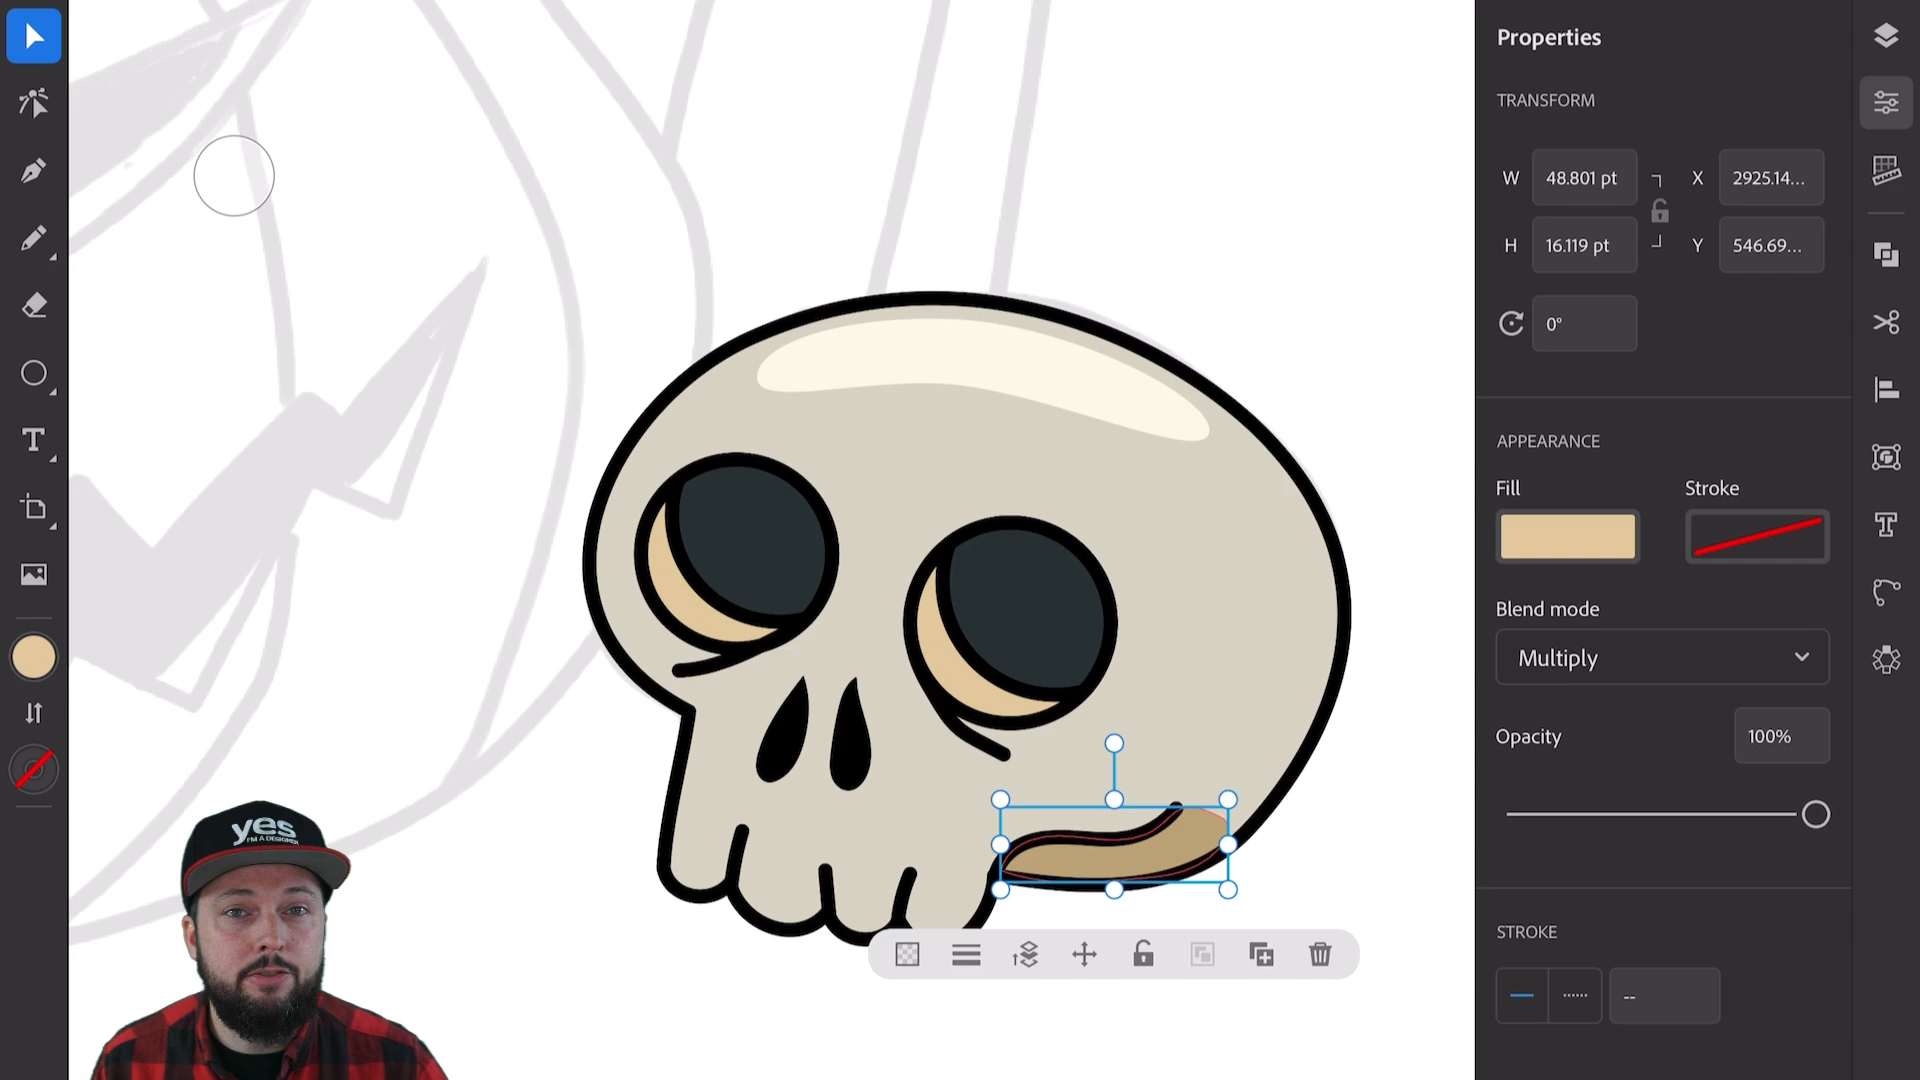 Properties
TRANSFORM
W 48.801 pt X 2925.14...
H 16.119 pt Y 546.69...
0°
APPEARANCE
Fill Stroke
Blend mode
Multiply
Opacity 100%
STROKE
--
yes
I'M A DESIGNER